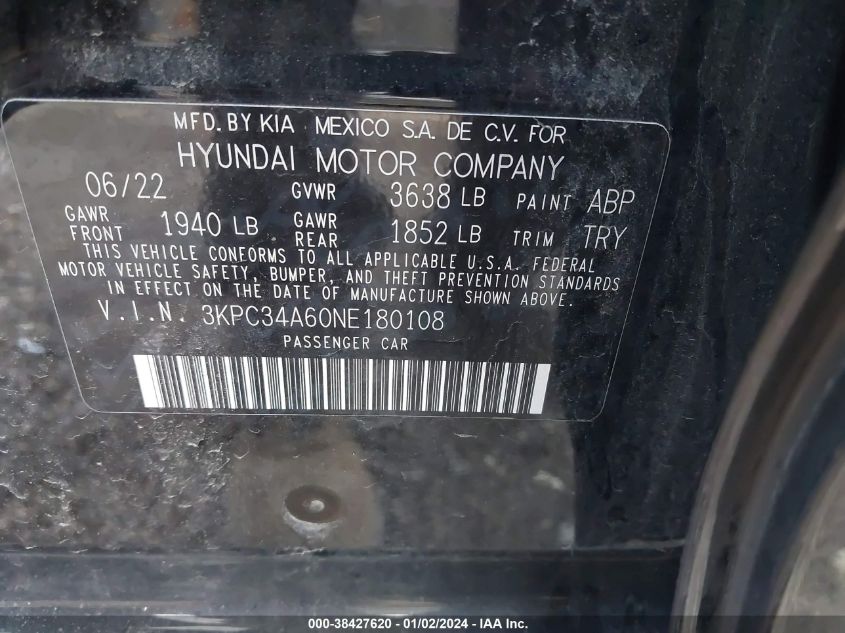 MFD. BY KIA MEXICO S.A. DE C.V. FOR
HYUNDAI MOTOR COMPANY
06/22 GVWR 3638 LB PAINT ABP
GAWR FRONT 1940 LB GAWR REAR 1852 LB TRIM TRY
THIS VEHICLE CONFORMS TO ALL APPLICABLE U.S.A. FEDERAL
MOTOR VEHICLE SAFETY, BUMPER, AND THEFT PREVENTION STANDARDS
IN EFFECT ON THE DATE OF MANUFACTURE SHOWN ABOVE.
V.I.N. 3KPC34A60NE180108
PASSENGER CAR
000-38427620 - 01/02/2024 - IAA Inc.